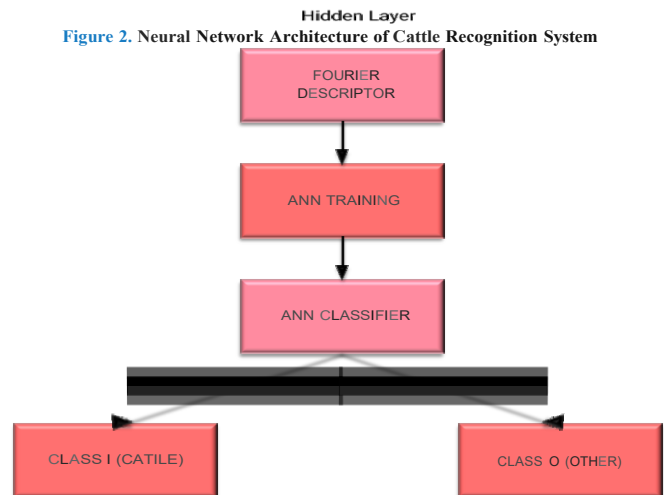 Hidden Layer
Figure 2. Neural Network Architecture of Cattle Recognition System
FOURIER
DESCRIPTOR
ANN TRAINING
ANN CLASSIFIER
CLASS I (CATILE)
CLASS O (OTHER)